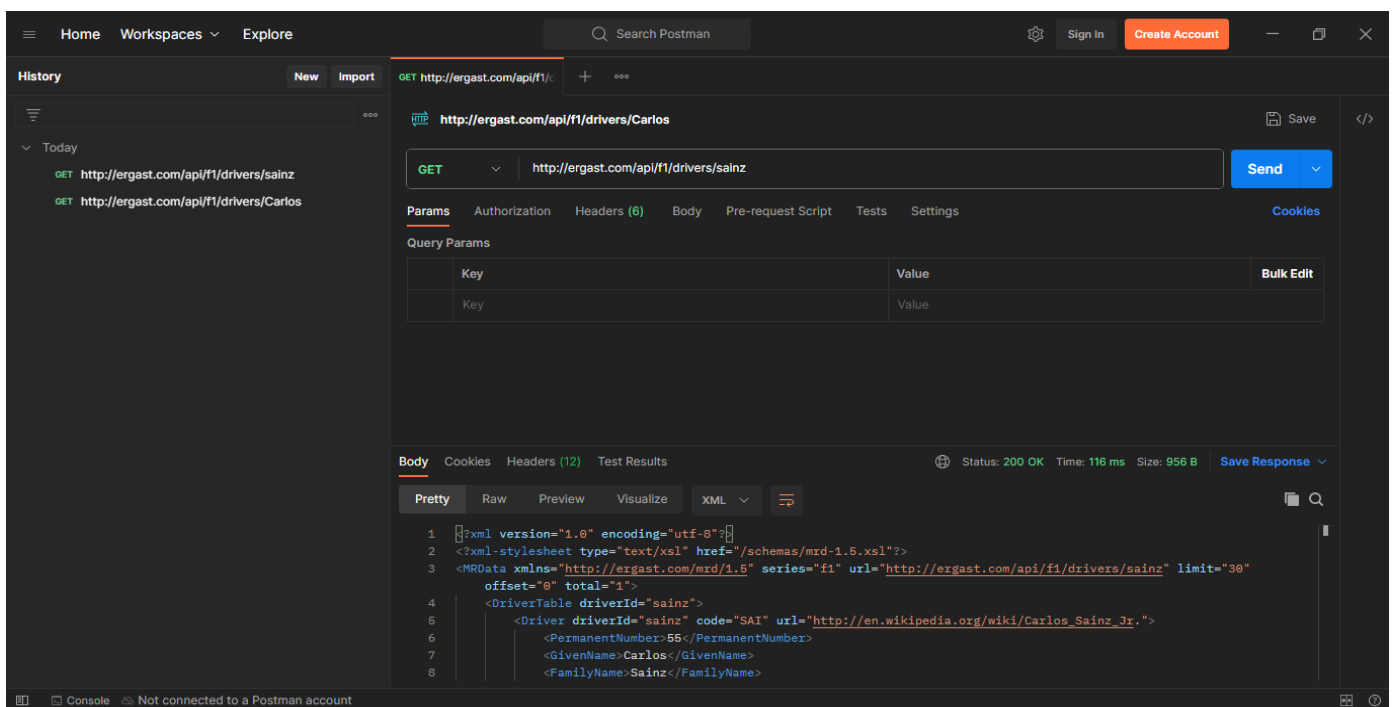 Home Workspaces Explore Search Postman Sign In Create Account
History New Import GET http://ergast.com/api/f1/
HTTP http://ergast.com/api/f1/drivers/Carlos Save </>
Today
GET http://ergast.com/api/f1/drivers/sainz
GET http://ergast.com/api/f1/drivers/Carlos
GET http://ergast.com/api/f1/drivers/sainz Send
Params Authorization Headers (6) Body Pre-request Script Tests Settings Cookies
Query Params
Key Value Bulk Edit
Key Value
Body Cookies Headers (12) Test Results Status: 200 OK Time: 116 ms Size: 956 B Save Response
Pretty Raw Preview Visualize XML
1 <?xml version="1.0" encoding="utf-8"?>
2 <?xml-stylesheet type="text/xsl" href="/schemas/mrd-1.5.xsl"?>
3 <MRData xmlns="http://ergast.com/mrd/1.5" series="f1" url="http://ergast.com/api/f1/drivers/sainz" limit="30"
offset="0" total="1">
4 <DriverTable driverId="sainz">
5 <Driver driverId="sainz" code="SAI" url="http://en.wikipedia.org/wiki/Carlos_Sainz_Jr.">
6 <PermanentNumber>55</PermanentNumber>
7 <GivenName>Carlos</GivenName>
8 <FamilyName>Sainz</FamilyName>
Console Not connected to a Postman account